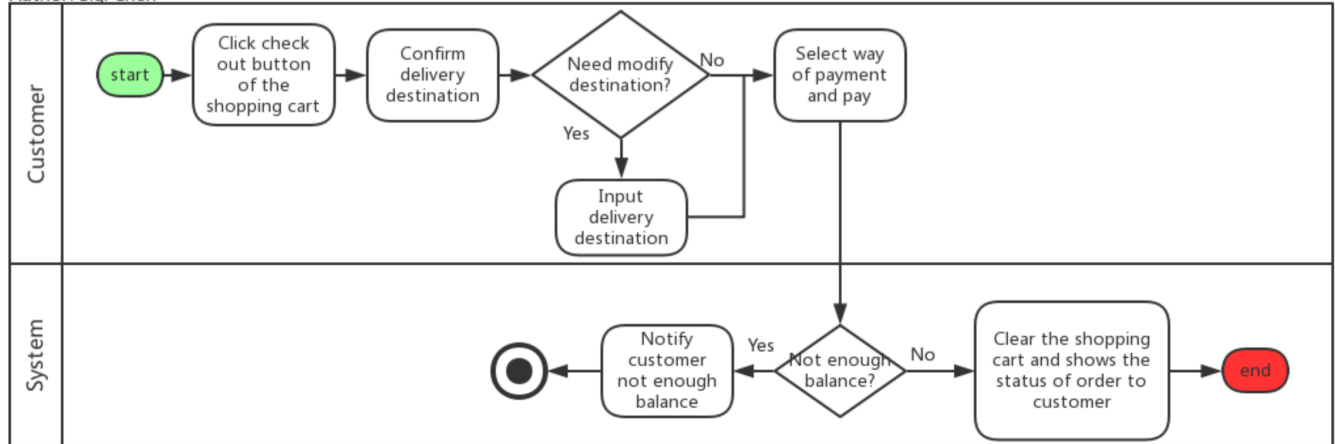 Customer
start
Click check
out button
of the
shopping cart
Confirm
delivery
destination
Need modify
destination?
No
Select way
of payment
and pay
Yes
Input
delivery
destination
System
Notify
customer
not enough
balance
Yes
Not enough
balance?
No
Clear the shopping
cart and shows the
status of order to
customer
end